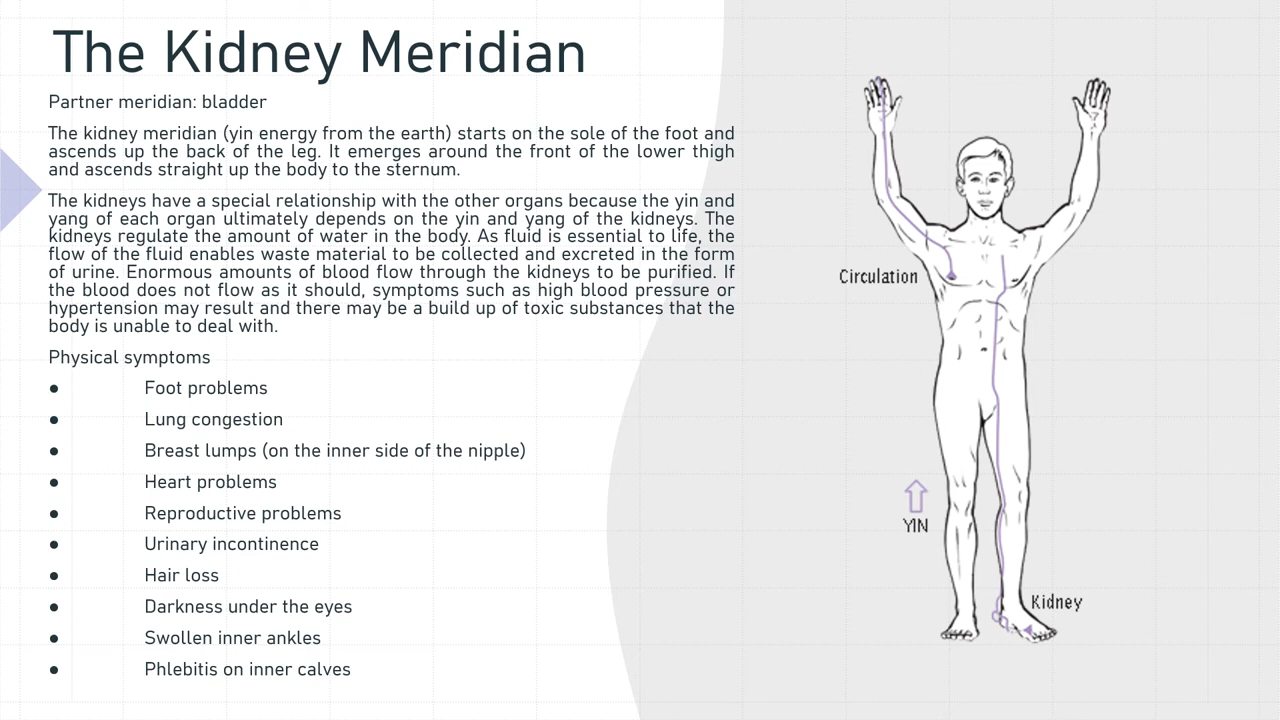 The Kidney Meridian
Partner meridian: bladder
The kidney meridian (yin energy from the earth) starts on the sole of the foot and
ascends up the back of the leg. It emerges around the front of the lower thigh
and ascends straight up the body to the sternum.
The kidneys have a special relationship with the other organs because the yin and
yang of each organ ultimately depends on the yin and yang of the kidneys. The
kidneys regulate the amount of water in the body. As fluid is essential to life, the
flow of the fluid enables waste material to be collected and excreted in the form
of urine. Enormous amounts of blood flow through the kidneys to be purified. If
the blood does not flow as it should, symptoms such as high blood pressure or
hypertension may result and there may be a build up of toxic substances that the
body is unable to deal with.
Physical symptoms
● Foot problems
● Lung congestion
● Breast lumps (on the inner side of the nipple)
● Heart problems
● Reproductive problems
● Urinary incontinence
● Hair loss
● Darkness under the eyes
● Swollen inner ankles
● Phlebitis on inner calves
Circulation
YIN
Kidney